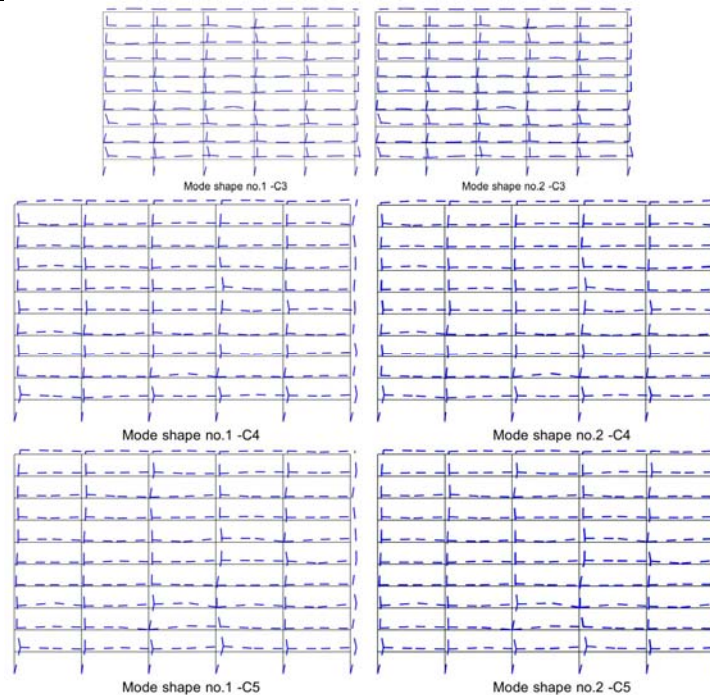 Mode shape no.1 -C3
Mode shape no.2 -C3
Mode shape no.1 -C4
Mode shape no.2 -C4
Mode shape no.1 -C5
Mode shape no.2 -C5